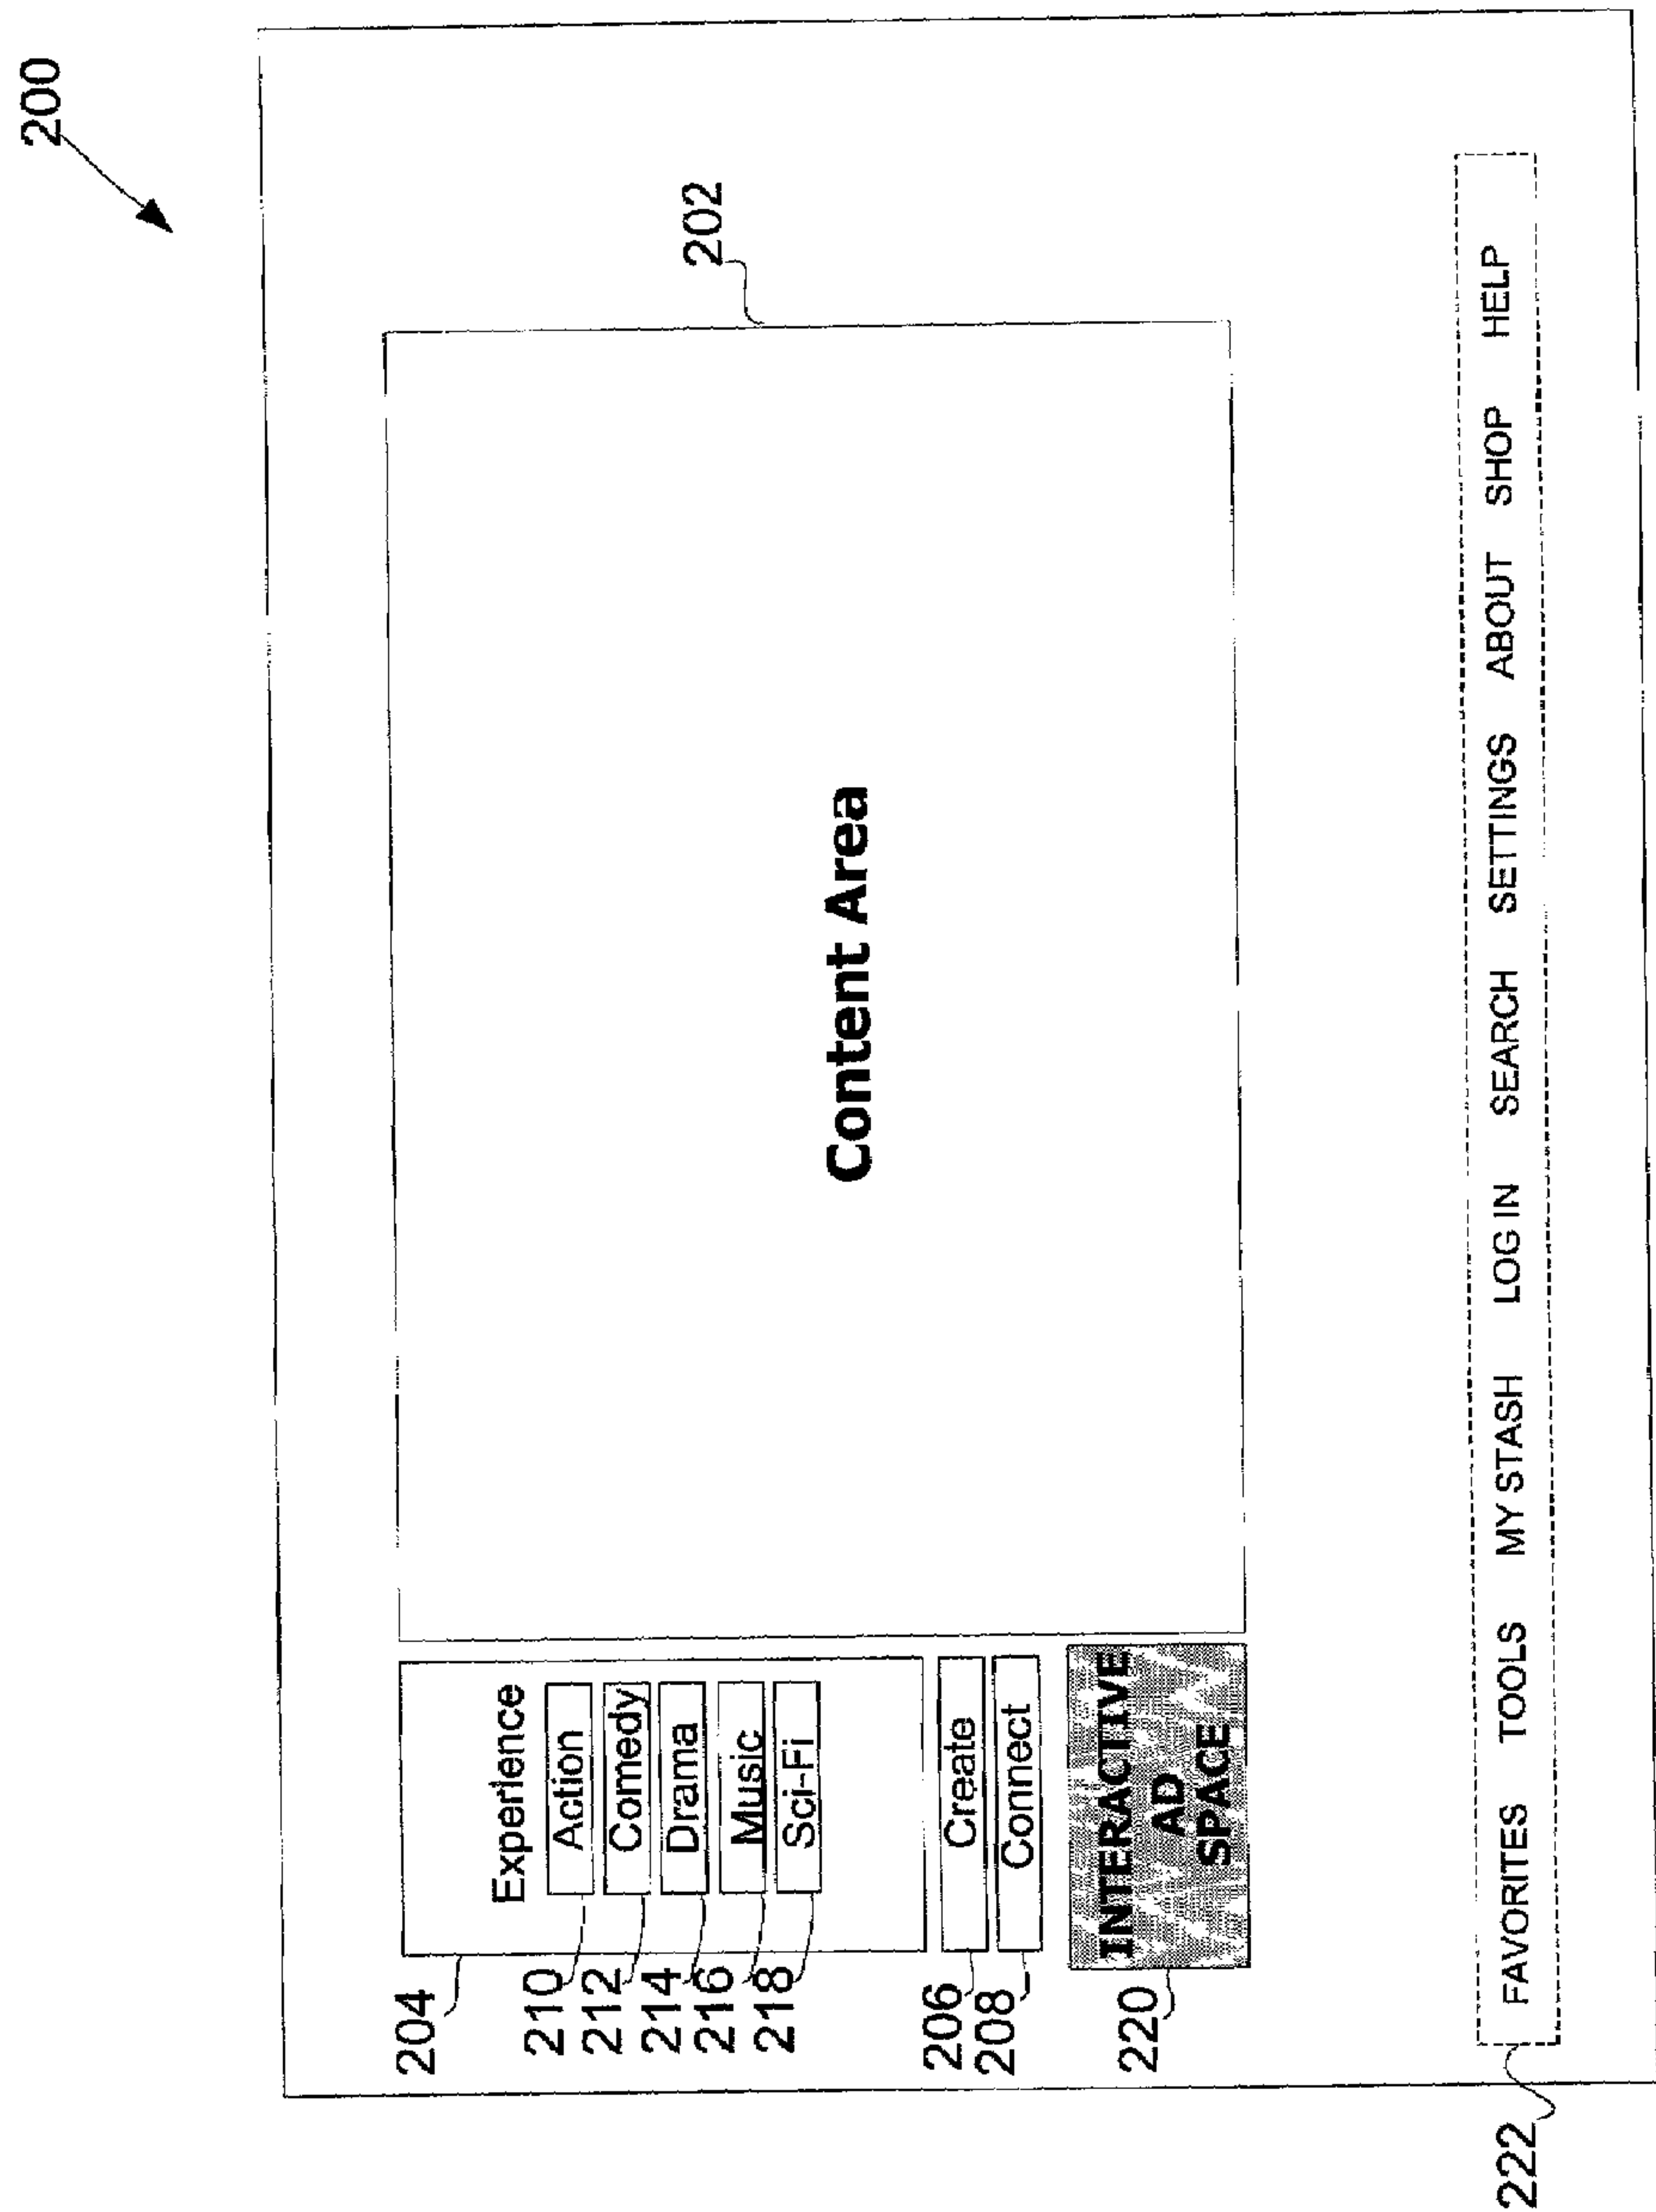 200
202
204
Experience
210
Action
212
Comedy
214
Drama
216
Music
218
Sci-Fi
206
Create
208
Connect
220
INTERACTIVE
AD
SPACE
Content Area
222
FAVORITES TOOLS MY STASH LOG IN SEARCH SETTINGS ABOUT SHOP HELP